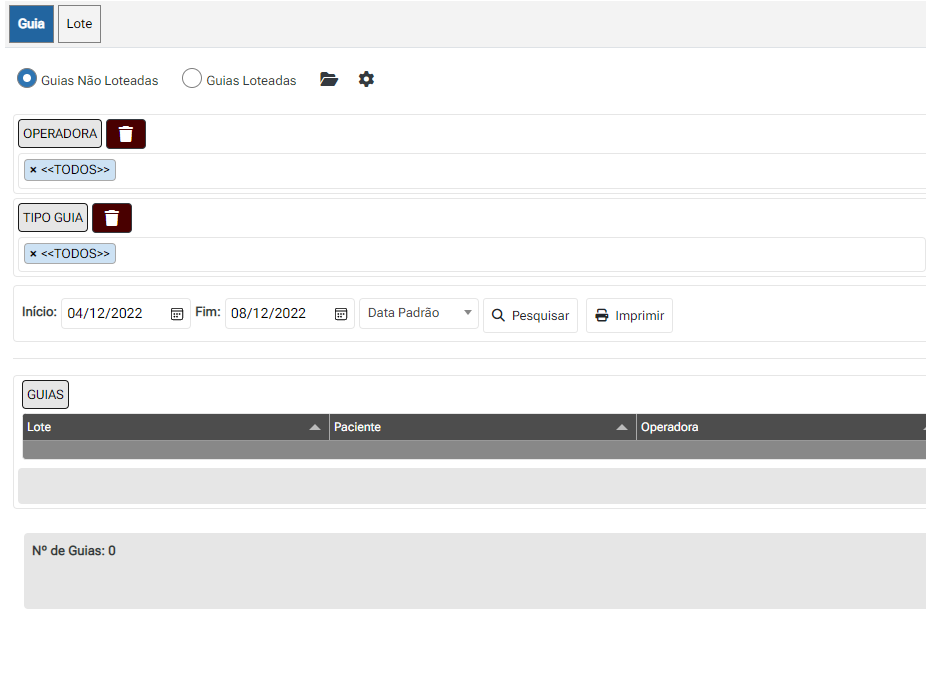 Guia Lote
Guias Não Loteadas Guias Loteadas
OPERADORA
× <<TODOS>>
TIPO GUIA
× <<TODOS>>
Início: 04/12/2022 Fim: 08/12/2022 Data Padrão Pesquisar Imprimir
GUIAS
Lote Paciente Operadora
Nº de Guias: 0